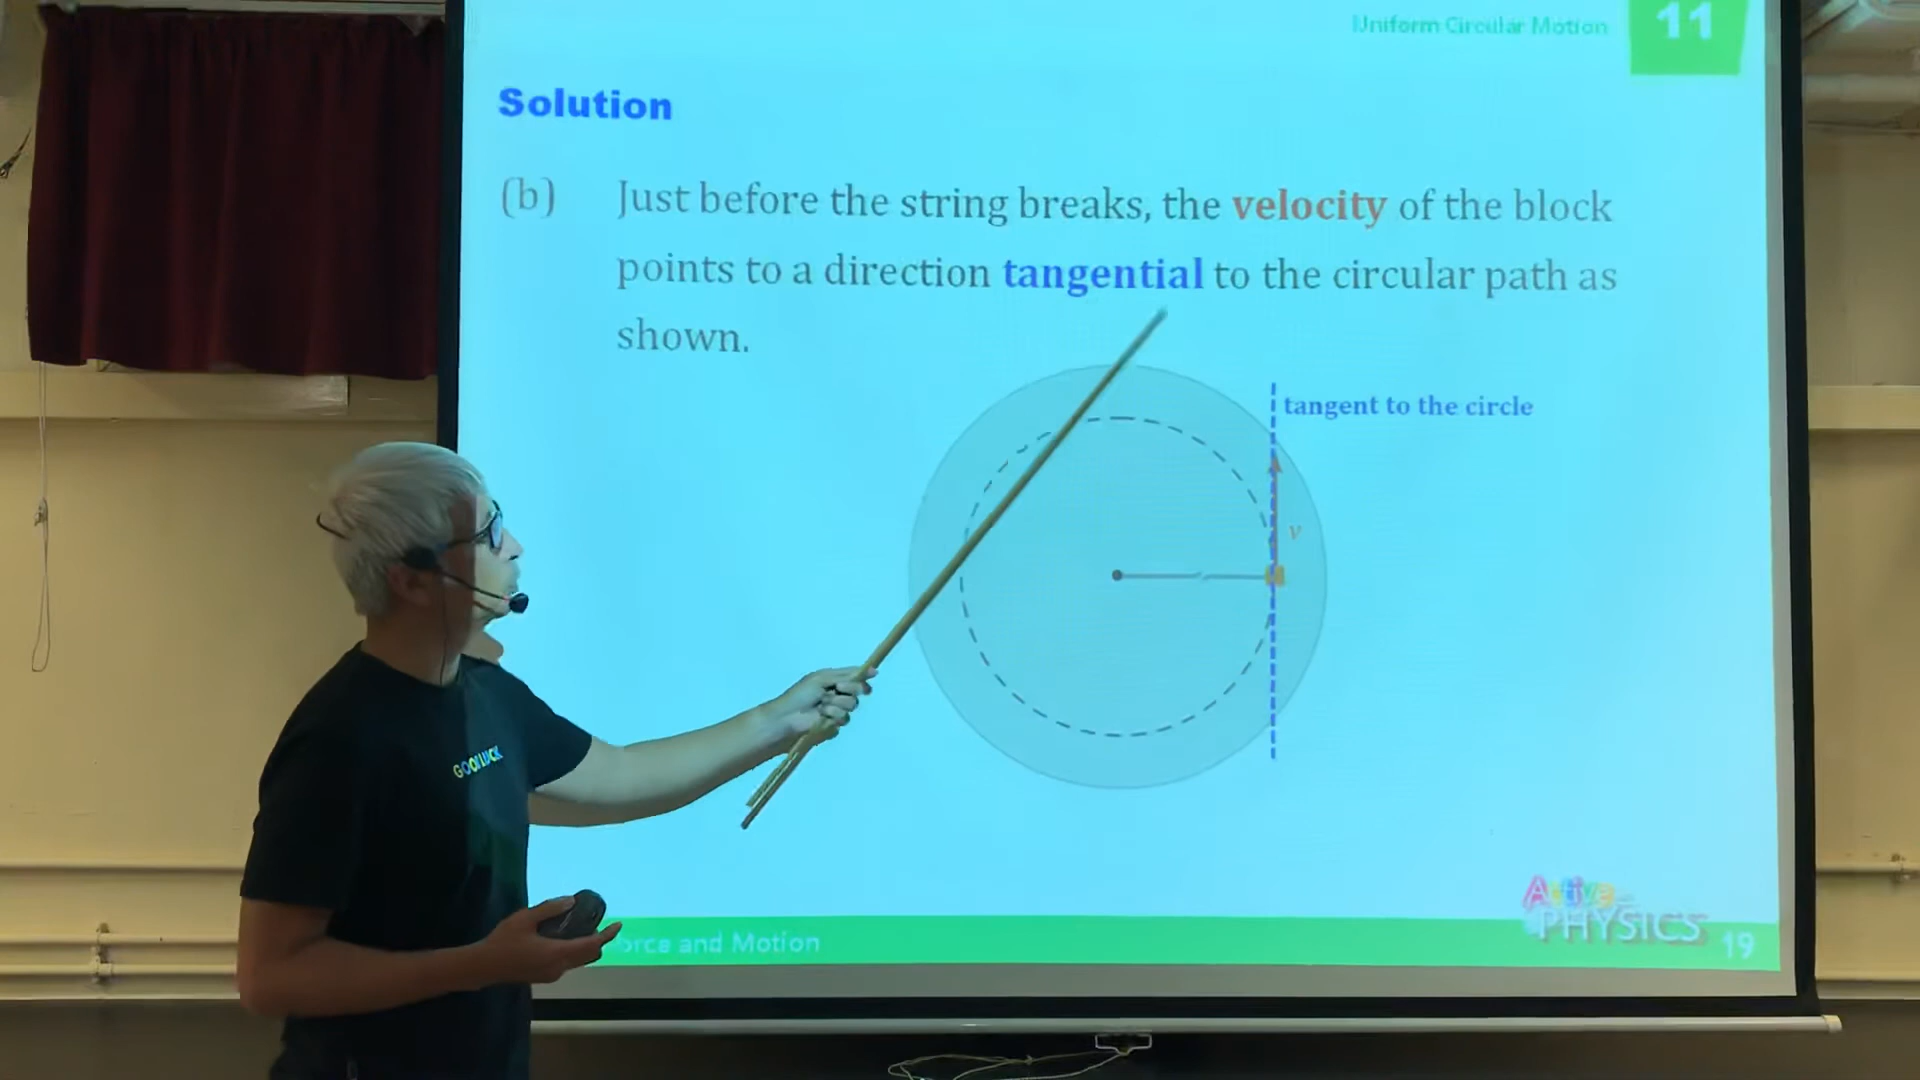 Uniform Circular Motion
11
Solution
(b) Just before the string breaks, the velocity of the block
points to a direction tangential to the circular path as
shown.
tangent to the circle
v
GOOD LUCK
orce and Motion
Active
PHYSICS
19